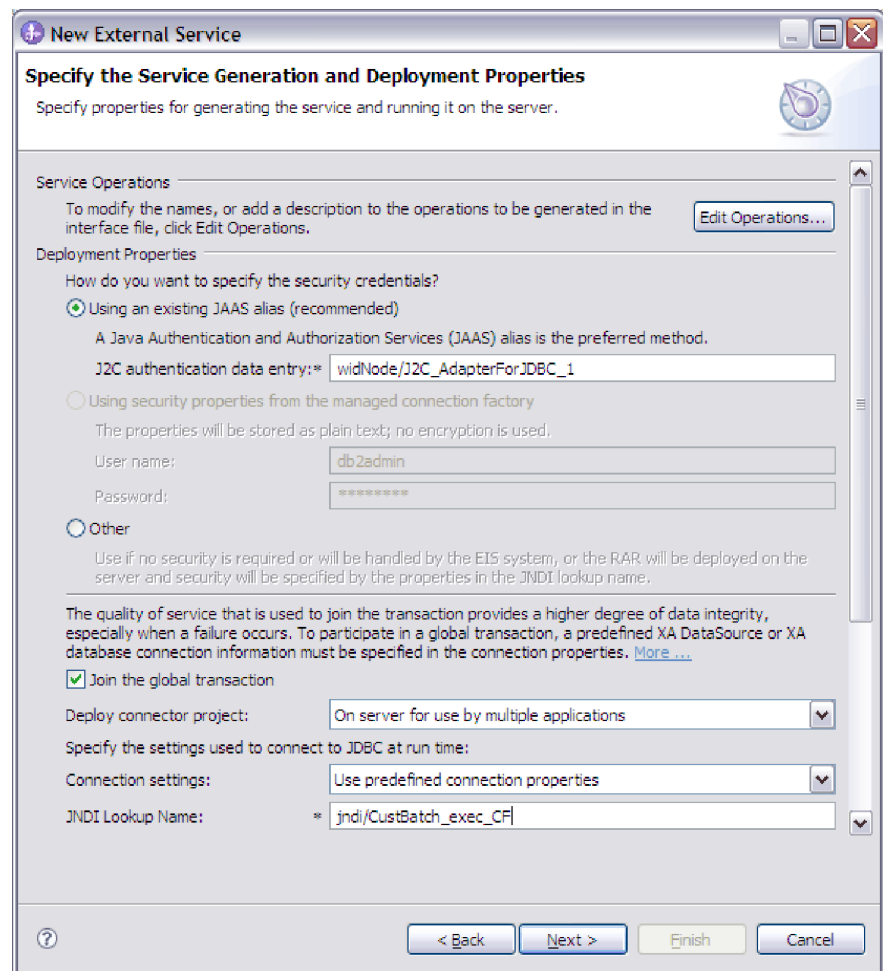 New External Service
Specify the Service Generation and Deployment Properties
Specify properties for generating the service and running it on the server.
Service Operations
To modify the names, or add a description to the operations to be generated in the
interface file, click Edit Operations.
Edit Operations...
Deployment Properties
How do you want to specify the security credentials?
Using an existing JAAS alias (recommended)
A Java Authentication and Authorization Services (JAAS) alias is the preferred method.
J2C authentication data entry:* widNode/J2C_AdapterForJDBC_1
Using security properties from the managed connection factory
The properties will be stored as plain text; no encryption is used.
User name: db2admin
Password: ********
Other
Use if no security is required or will be handled by the EIS system, or the RAR will be deployed on the
server and security will be specified by the properties in the JNDI lookup name.
The quality of service that is used to join the transaction provides a higher degree of data integrity,
especially when a failure occurs. To participate in a global transaction, a predefined XA DataSource or XA
database connection information must be specified in the connection properties. More ...
Join the global transaction
Deploy connector project: On server for use by multiple applications
Specify the settings used to connect to JDBC at run time:
Connection settings: Use predefined connection properties
JNDI Lookup Name: * jndi/CustBatch_exec_CF
? < Back Next > Finish Cancel